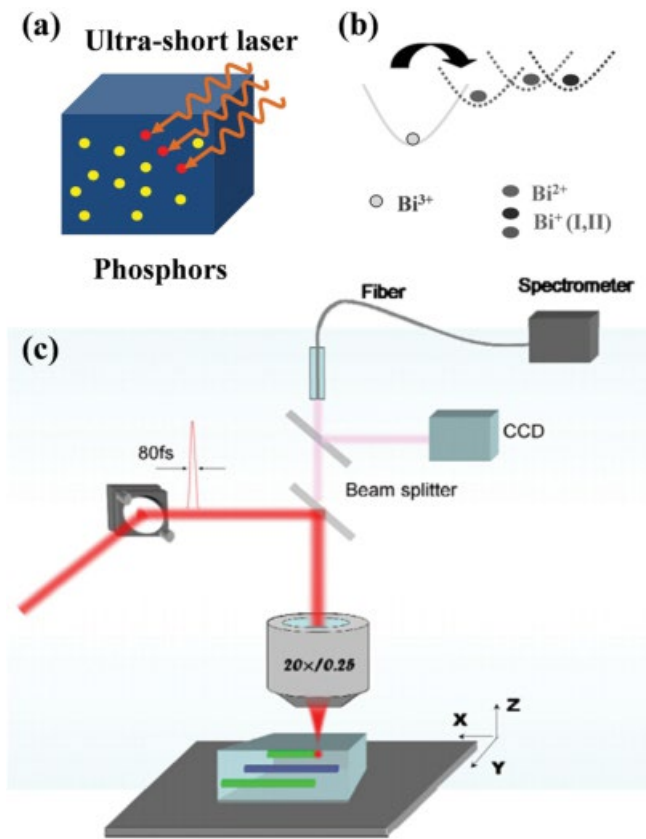 (a)
Ultra-short laser
Phosphors
(b)
Bi³⁺
Bi²⁺
Bi⁺ (I,II)
(c)
Fiber
Spectrometer
CCD
80fs
Beam splitter
20×/0.25
X
Z
Y